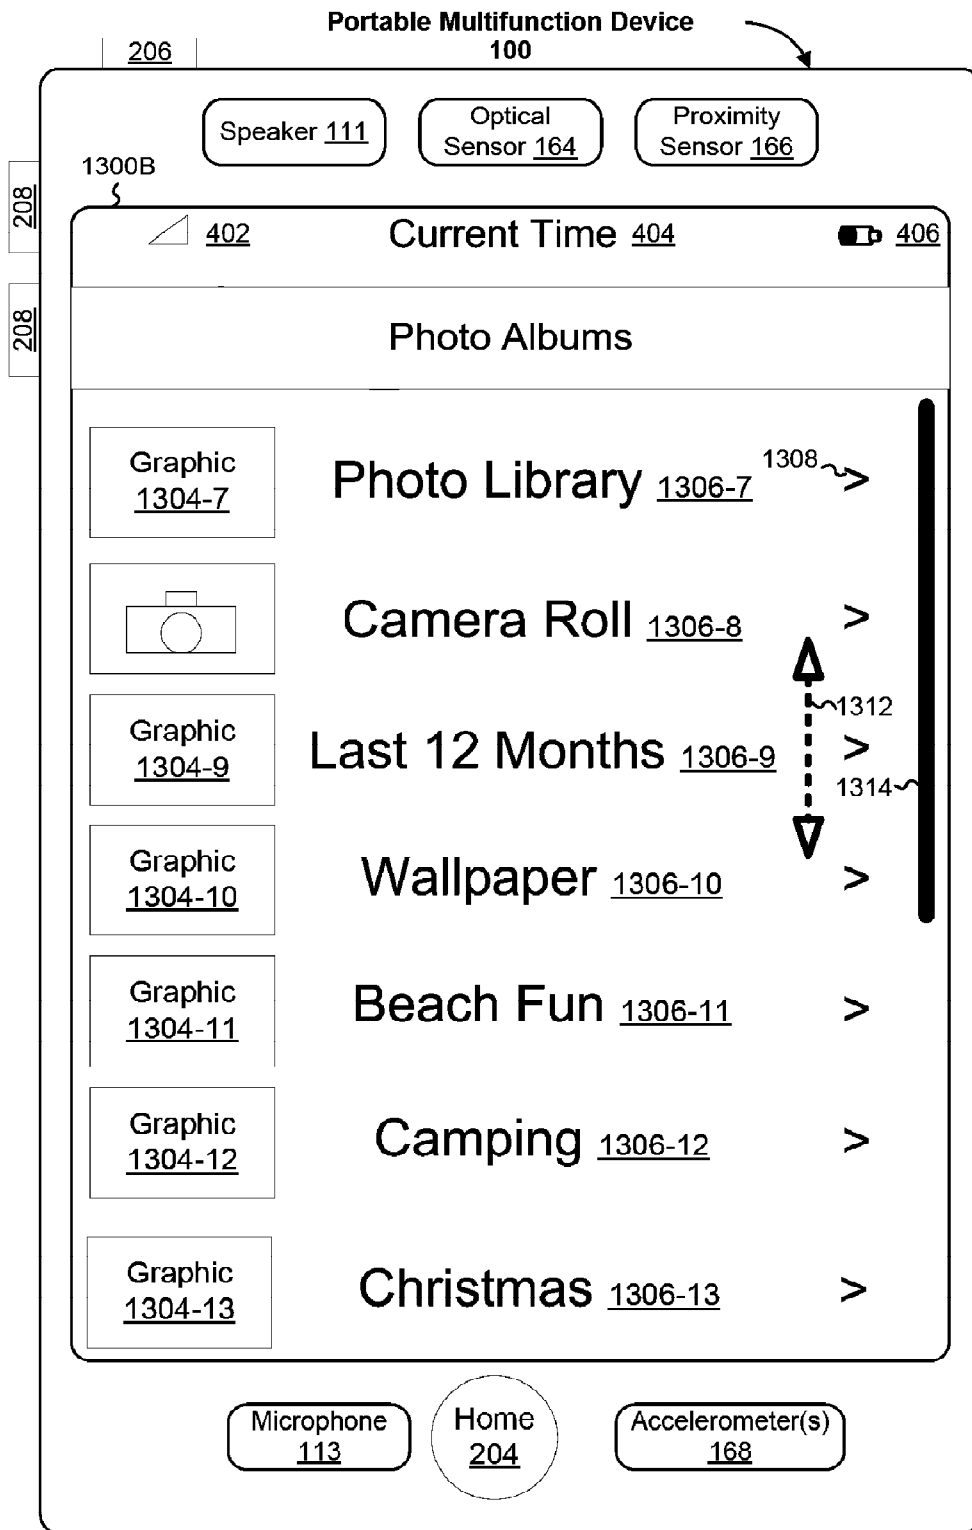 Portable Multifunction Device
100
206
Speaker 111
Optical
Sensor 164
Proximity
Sensor 166
1300B
208
208
402
Current Time 404
406
Photo Albums
Graphic
1304-7
Photo Library 1306-7
1308
>
Camera Roll 1306-8
>
1312
Graphic
1304-9
Last 12 Months 1306-9
>
1314
Graphic
1304-10
Wallpaper 1306-10
>
Graphic
1304-11
Beach Fun 1306-11
>
Graphic
1304-12
Camping 1306-12
>
Graphic
1304-13
Christmas 1306-13
>
Microphone
113
Home
204
Accelerometer(s)
168